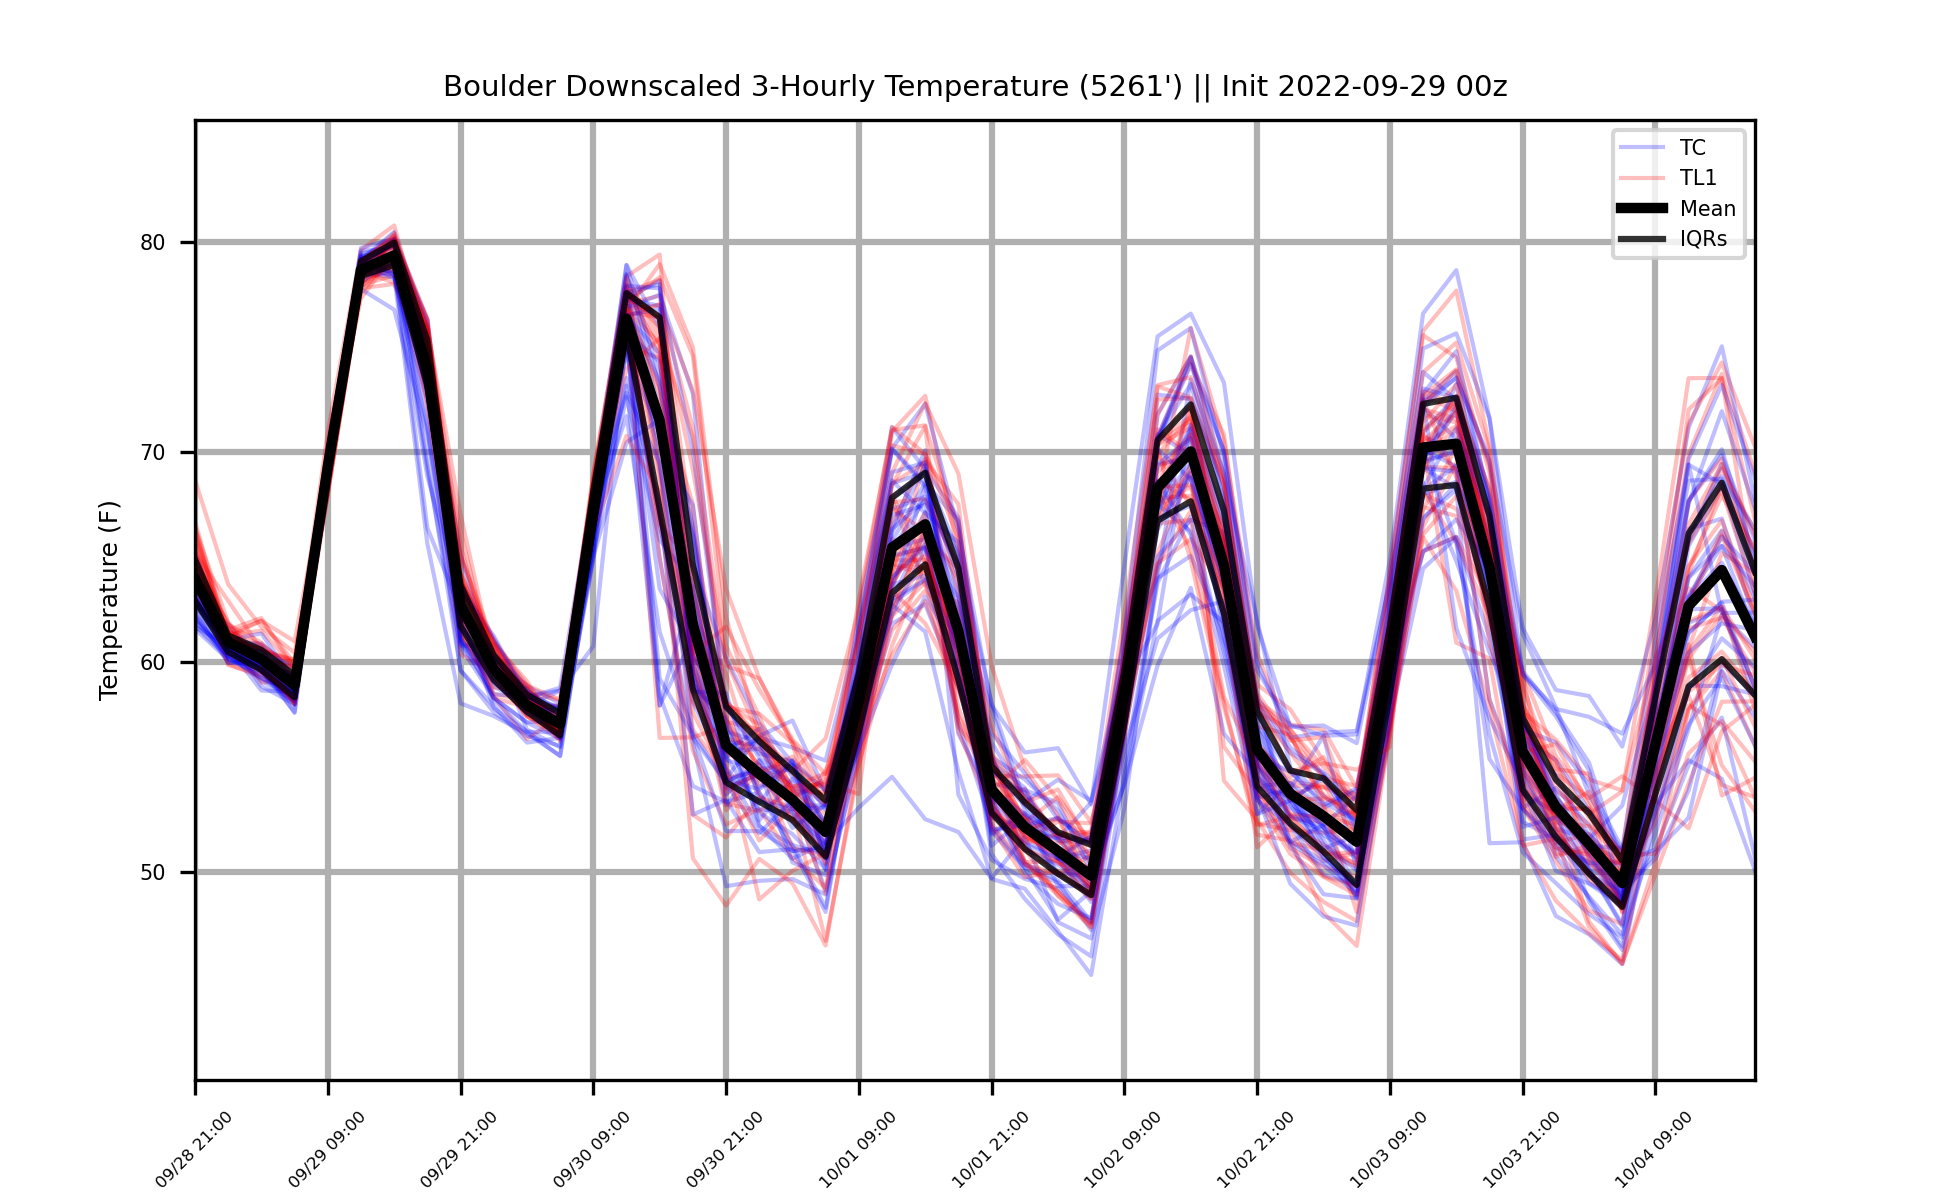 Boulder Downscaled 3-Hourly Temperature (5261') || Init 2022-09-29 00z
TC
TL1
Mean
IQRs
80
70
60
50
Temperature (F)
09/28 21:00
09/29 09:00
09/29 21:00
09/30 09:00
09/30 21:00
10/01 09:00
10/01 21:00
10/02 09:00
10/02 21:00
10/03 09:00
10/03 21:00
10/04 09:00